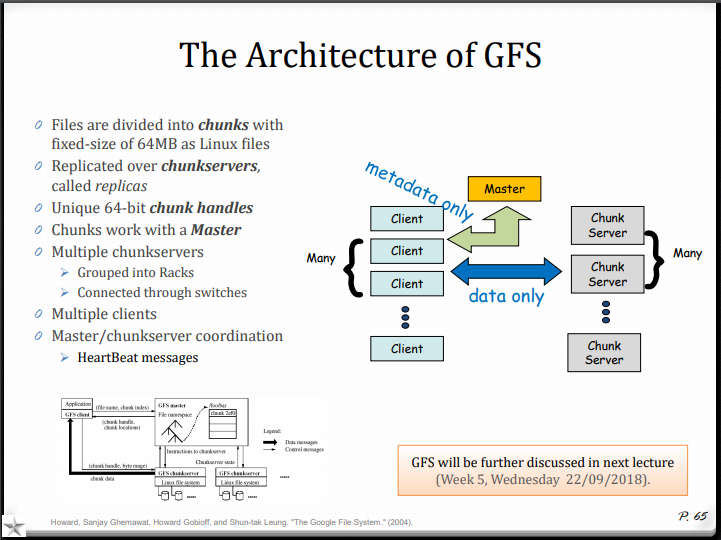 The Architecture of GFS
Files are divided into chunks with
fixed-size of 64MB as Linux files
Replicated over chunkservers,
called replicas
Unique 64-bit chunk handles
Chunks work with a Master
Multiple chunkservers
Grouped into Racks
Connected through switches
Multiple clients
Master/chunkserver coordination
HeartBeat messages
metadata only
Master
Client
Client
Client
Client
Many
data only
Chunk
Server
Chunk
Server
Chunk
Server
Many
Application
GFS client
(file name, chunk index)
(chunk handle,
chunk locations)
GFS master
File namespace
/foo/bar
chunk 2ef0
Instructions to chunkserver
Chunkserver state
(chunk handle, byte range)
chunk data
GFS chunkserver
Linux file system
GFS chunkserver
Linux file system
Legend:
Data messages
Control messages
GFS will be further discussed in next lecture
(Week 5, Wednesday 22/09/2018).
Howard, Sanjay Ghemawat, Howard Gobioff, and Shun-tak Leung. "The Google File System." (2004).
P. 65